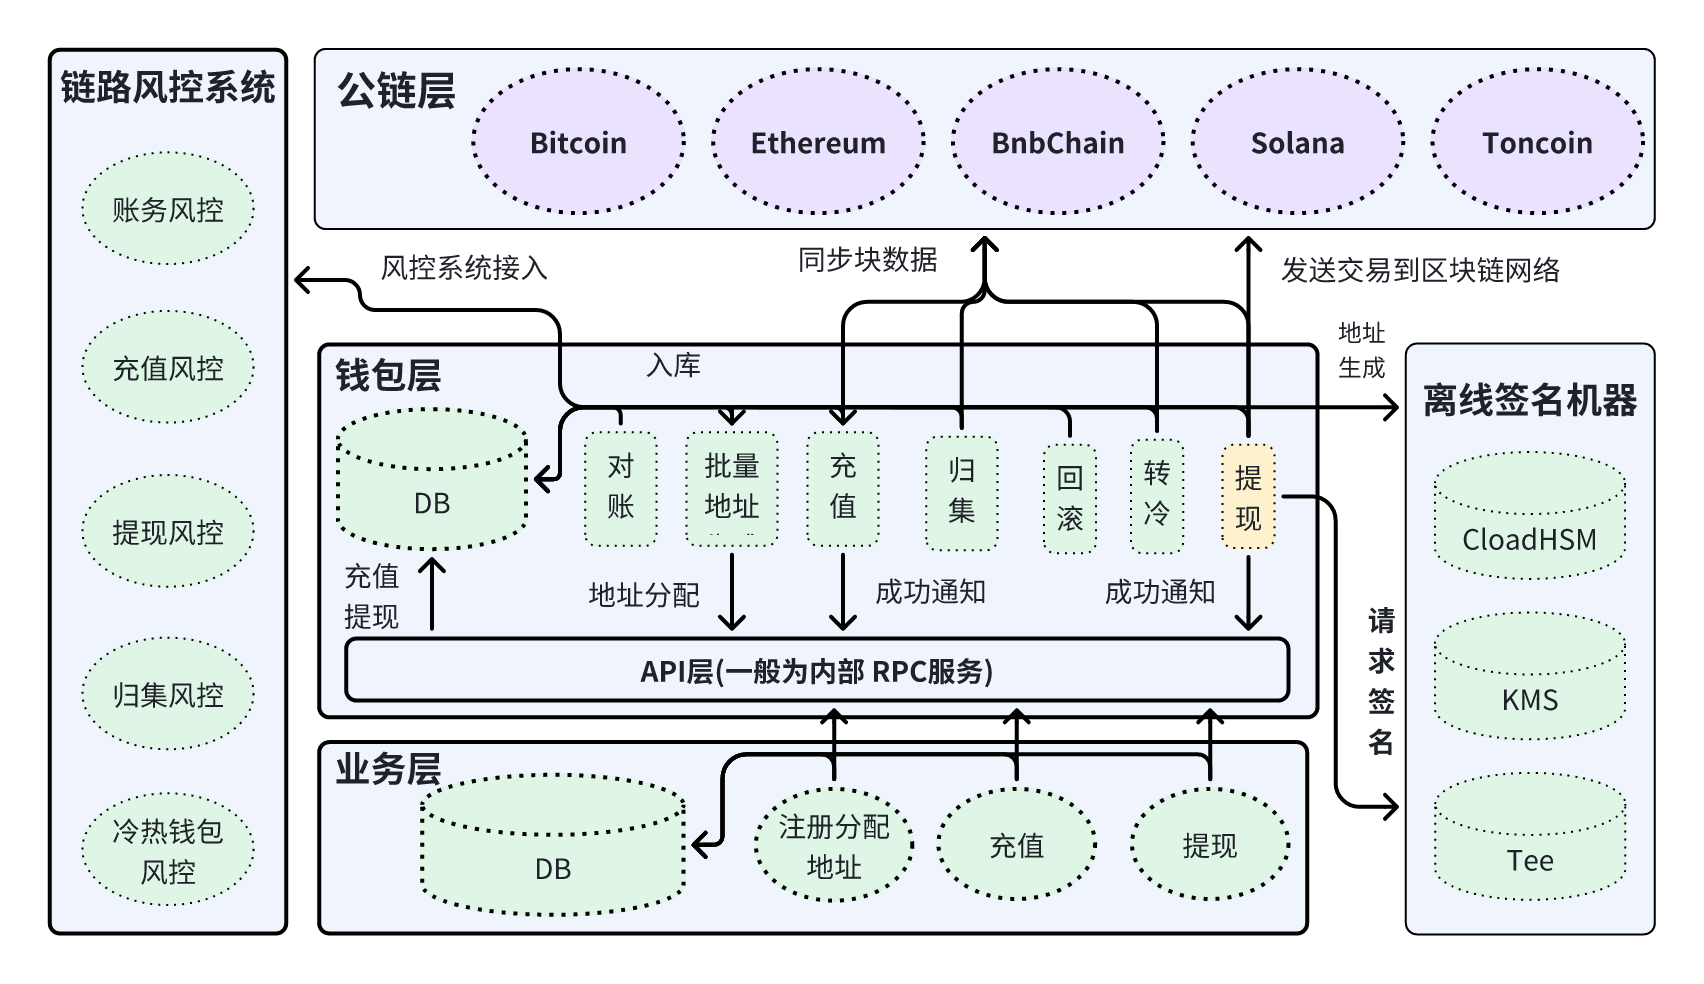 链路风控系统
账务风控
充值风控
提现风控
归集风控
冷热钱包
风控
公链层
Bitcoin
Ethereum
BnbChain
Solana
Toncoin
风控系统接入
同步块数据
发送交易到区块链网络
地址
生成
钱包层
入库
DB
对
账
批量
地址
充
值
归
集
回
滚
转
冷
提
现
充值
提现
地址分配
成功通知
成功通知
API层(一般为内部 RPC服务)
业务层
DB
注册分配
地址
充值
提现
请
求
签
名
离线签名机器
CloadHSM
KMS
Tee